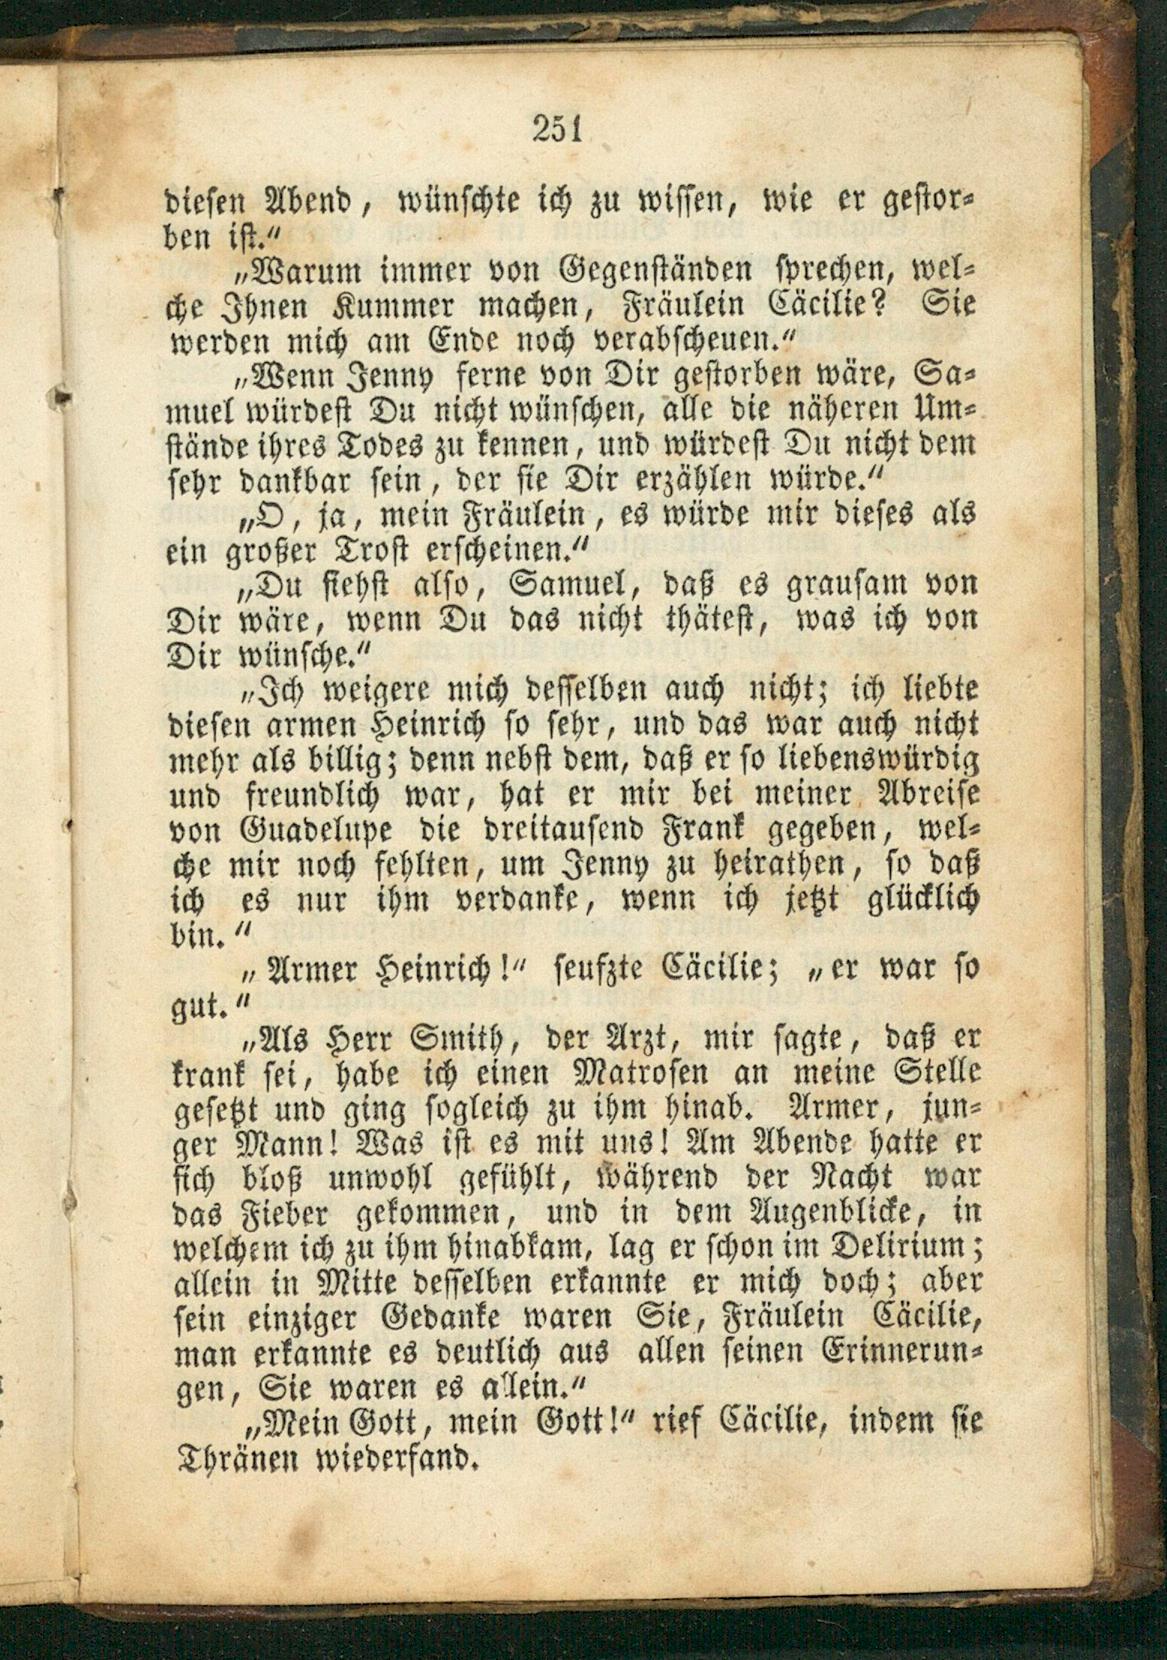 251
diesen Abend, wünschte ich zu wissen, wie er gestor-
ben ist.“
„Warum immer von Gegenständen sprechen, wel-
che Ihnen Kummer machen, Fräulein Cäcilie? Sie
werden mich am Ende noch verabscheuen.“
„Wenn Jenny ferne von Dir gestorben wäre, Sa-
muel würdest Du nicht wünschen, alle die näheren Um-
stände ihres Todes zu kennen, und würdest Du nicht dem
sehr dankbar sein, der sie Dir erzählen würde.“
„O, ja, mein Fräulein, es würde mir dieses als
ein großer Trost erscheinen.“
„Du siehst also, Samuel, daß es grausam von
Dir wäre, wenn Du das nicht thätest, was ich von
Dir wünsche.“
„Ich weigere mich desselben auch nicht; ich liebte
diesen armen Heinrich so sehr, und das war auch nicht
mehr als billig; denn nebst dem, daß er so liebenswürdig
und freundlich war, hat er mir bei meiner Abreise
von Guadelupe die dreitausend Frank gegeben, wel-
che mir noch fehlten, um Jenny zu heirathen, so daß
ich es nur ihm verdanke, wenn ich jetzt glücklich
bin.“
„Armer Heinrich!“ seufzte Cäcilie; „er war so
gut.“
„Als Herr Smith, der Arzt, mir sagte, daß er
krank sei, habe ich einen Matrosen an meine Stelle
gesetzt und ging sogleich zu ihm hinab. Armer, jun-
ger Mann! Was ist es mit uns! Am Abende hatte er
sich bloß unwohl gefühlt, während der Nacht war
das Fieber gekommen, und in dem Augenblicke, in
welchem ich zu ihm hinabkam, lag er schon im Delirium;
allein in Mitte desselben erkannte er mich doch; aber
sein einziger Gedanke waren Sie, Fräulein Cäcilie,
man erkannte es deutlich aus allen seinen Erinnerun-
gen, Sie waren es allein.“
„Mein Gott, mein Gott!“ rief Cäcilie, indem sie
Thränen wiederfand.